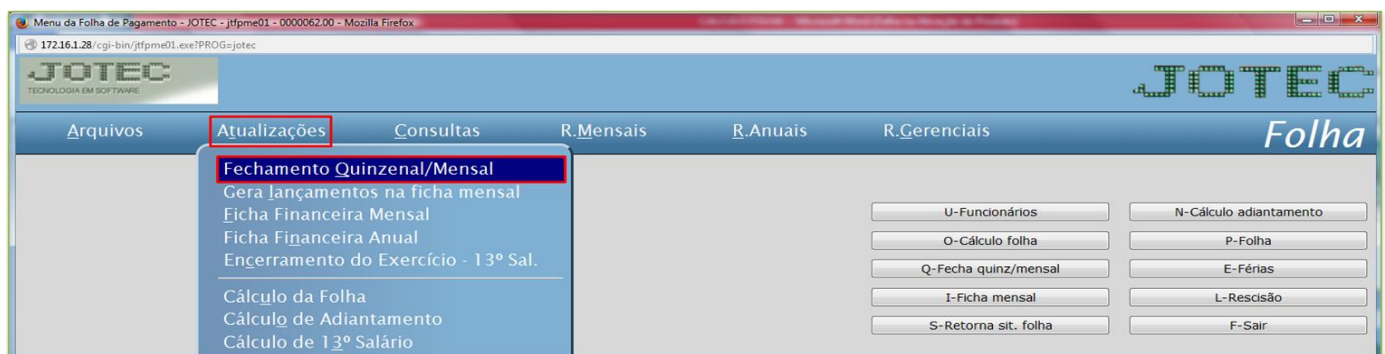 Menu da Folha de Pagamento - JOTEC - jtfpme01 - 0000062.00 - Mozilla Firefox
172.16.1.28/cgi-bin/jtfpme01.exe?PROG=jotec
JOTEC
TECNOLOGIA EM SOFTWARE
JOTEC
Arquivos Atualizações Consultas R.Mensais R.Anuais R.Gerenciais Folha
Fechamento Quinzenal/Mensal
Gera lançamentos na ficha mensal
Ficha Financeira Mensal
Ficha Financeira Anual
Encerramento do Exercício - 13º Sal.
Cálculo da Folha
Cálculo de Adiantamento
Cálculo de 13º Salário
U-Funcionários N-Cálculo adiantamento
O-Cálculo folha P-Folha
Q-Fecha quinz/mensal E-Férias
I-Ficha mensal L-Rescisão
S-Retorna sit. folha F-Sair